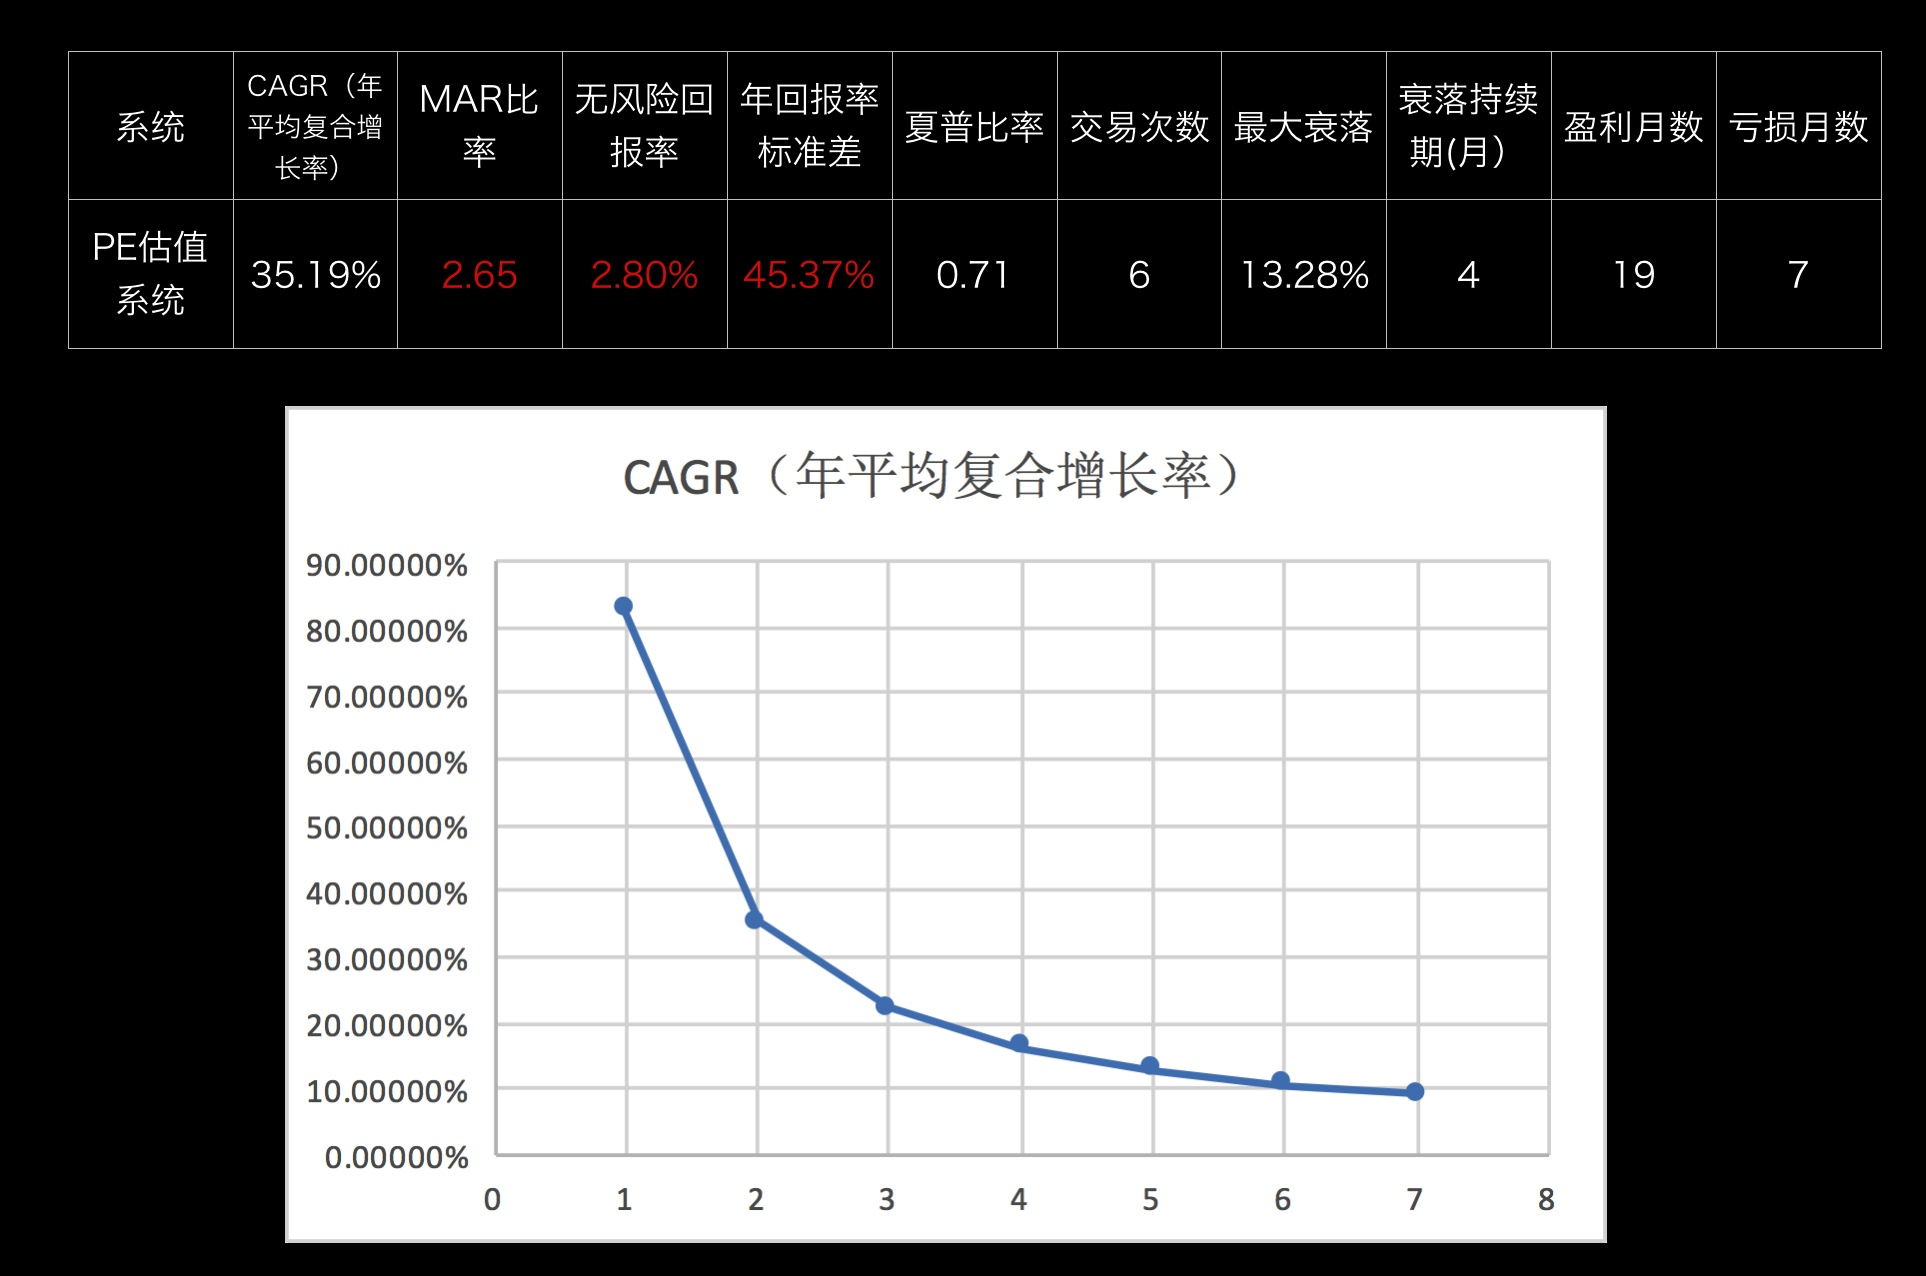 系统
CAGR（年
平均复合增
长率）
MAR比
率
无风险回
报率
年回报率
标准差
夏普比率
交易次数
最大衰落
衰落持续
期(月）
盈利月数
亏损月数
PE估值
系统
35.19%
2.65
2.80%
45.37%
0.71
6
13.28%
4
19
7
CAGR（年平均复合增长率）
90.00000%
80.00000%
70.00000%
60.00000%
50.00000%
40.00000%
30.00000%
20.00000%
10.00000%
0.00000%
0 1 2 3 4 5 6 7 8